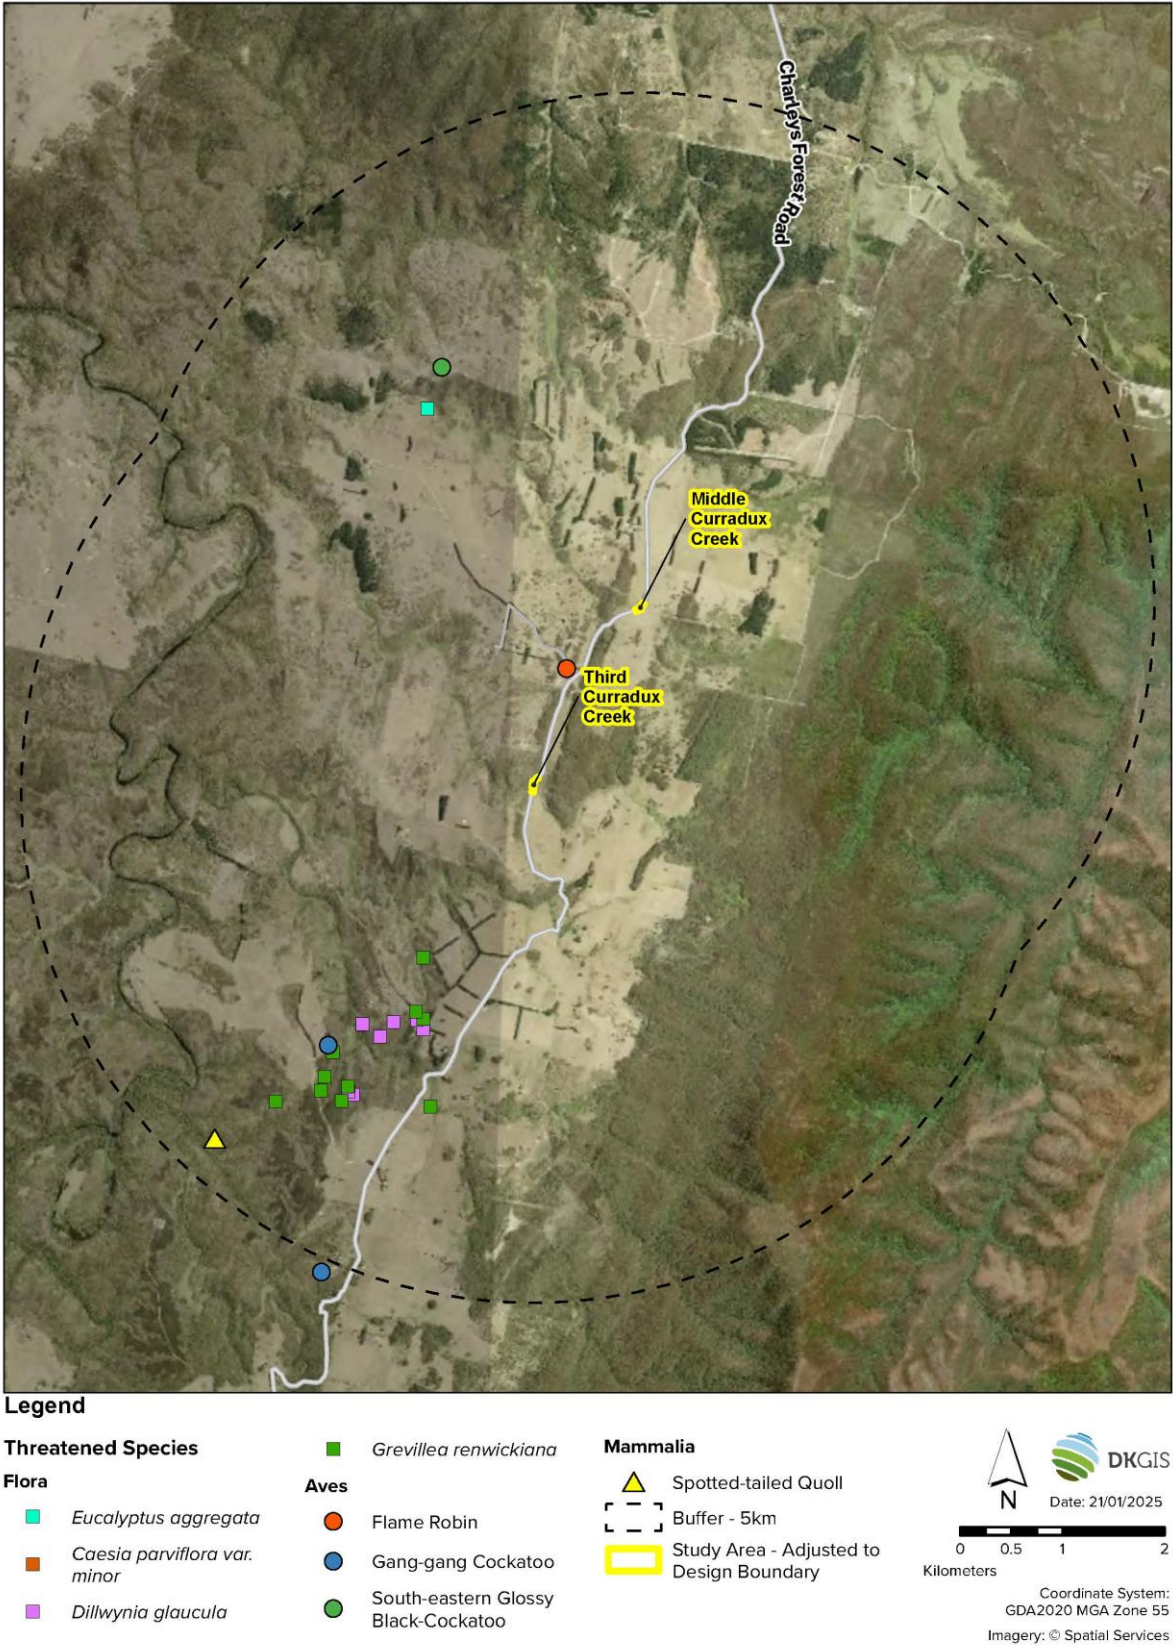 Charleys Forest Road
Middle
Curradux
Creek
Third
Curradux
Creek
Legend
Threatened Species
Flora
Eucalyptus aggregata
Caesia parviflora var.
minor
Dillwynia glaucula
Grevillea renwickiana
Aves
Flame Robin
Gang-gang Cockatoo
South-eastern Glossy
Black-Cockatoo
Mammalia
Spotted-tailed Quoll
Buffer - 5km
Study Area - Adjusted to
Design Boundary
N
DKGIS
Date: 21/01/2025
0 0.5 1 2
Kilometers
Coordinate System:
GDA2020 MGA Zone 55
Imagery: © Spatial Services